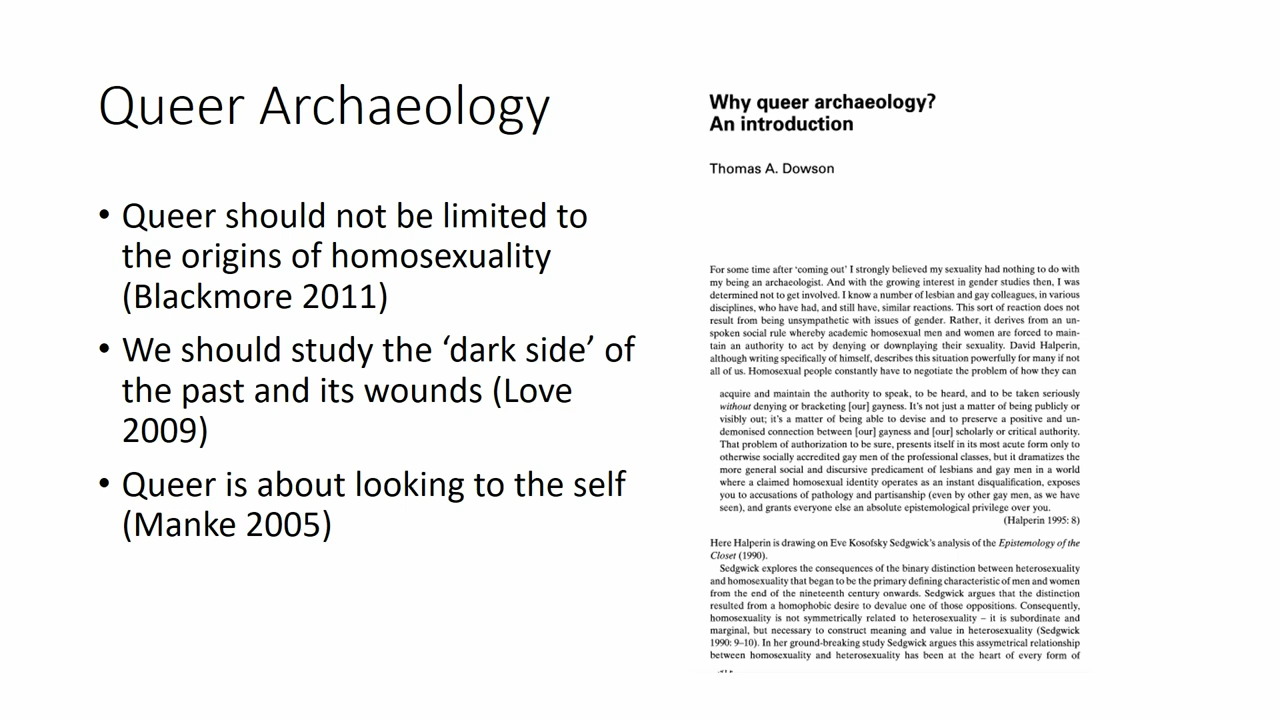 Queer Archaeology
• Queer should not be limited to
the origins of homosexuality
(Blackmore 2011)
• We should study the ‘dark side’ of
the past and its wounds (Love
2009)
• Queer is about looking to the self
(Manke 2005)
Why queer archaeology?
An introduction
Thomas A. Dowson
For some time after ‘coming out’ I strongly believed my sexuality had nothing to do with
my being an archaeologist. And with the growing interest in gender studies then, I was
determined not to get involved. I know a number of lesbian and gay colleagues, in various
disciplines, who have had, and still have, similar reactions. This sort of reaction does not
result from being unsympathetic with issues of gender. Rather, it derives from an un-
spoken social rule whereby academic homosexual men and women are forced to main-
tain an authority to act by denying or downplaying their sexuality. David Halperin,
although writing specifically of himself, describes this situation powerfully for many if not
all of us. Homosexual people constantly have to negotiate the problem of how they can
acquire and maintain the authority to speak, to be heard, and to be taken seriously
without denying or bracketing [our] gayness. It’s not just a matter of being publicly or
visibly out; it’s a matter of being able to devise and to preserve a positive and un-
demonised connection between [our] gayness and [our] scholarly or critical authority.
That problem of authorization to be sure, presents itself in its most acute form only to
otherwise socially accredited gay men of the professional classes, but it dramatizes the
more general social and discursive predicament of lesbians and gay men in a world
where a claimed homosexual identity operates as an instant disqualification, exposes
you to accusations of pathology and partisanship (even by other gay men, as we have
seen), and grants everyone else an absolute epistemological privilege over you.
(Halperin 1995: 8)
Here Halperin is drawing on Eve Kosofsky Sedgwick’s analysis of the Epistemology of the
Closet (1990).
Sedgwick explores the consequences of the binary distinction between heterosexuality
and homosexuality that began to be the primary defining characteristic of men and women
from the end of the nineteenth century onwards. Sedgwick argues that the distinction
resulted from a homophobic desire to devalue one of those oppositions. Consequently,
homosexuality is not symmetrically related to heterosexuality – it is subordinate and
marginal, but necessary to construct meaning and value in heterosexuality (Sedgwick
1990: 9–10). In her ground-breaking study Sedgwick argues this assymetrical relationship
between homosexuality and heterosexuality has been at the heart of every form of